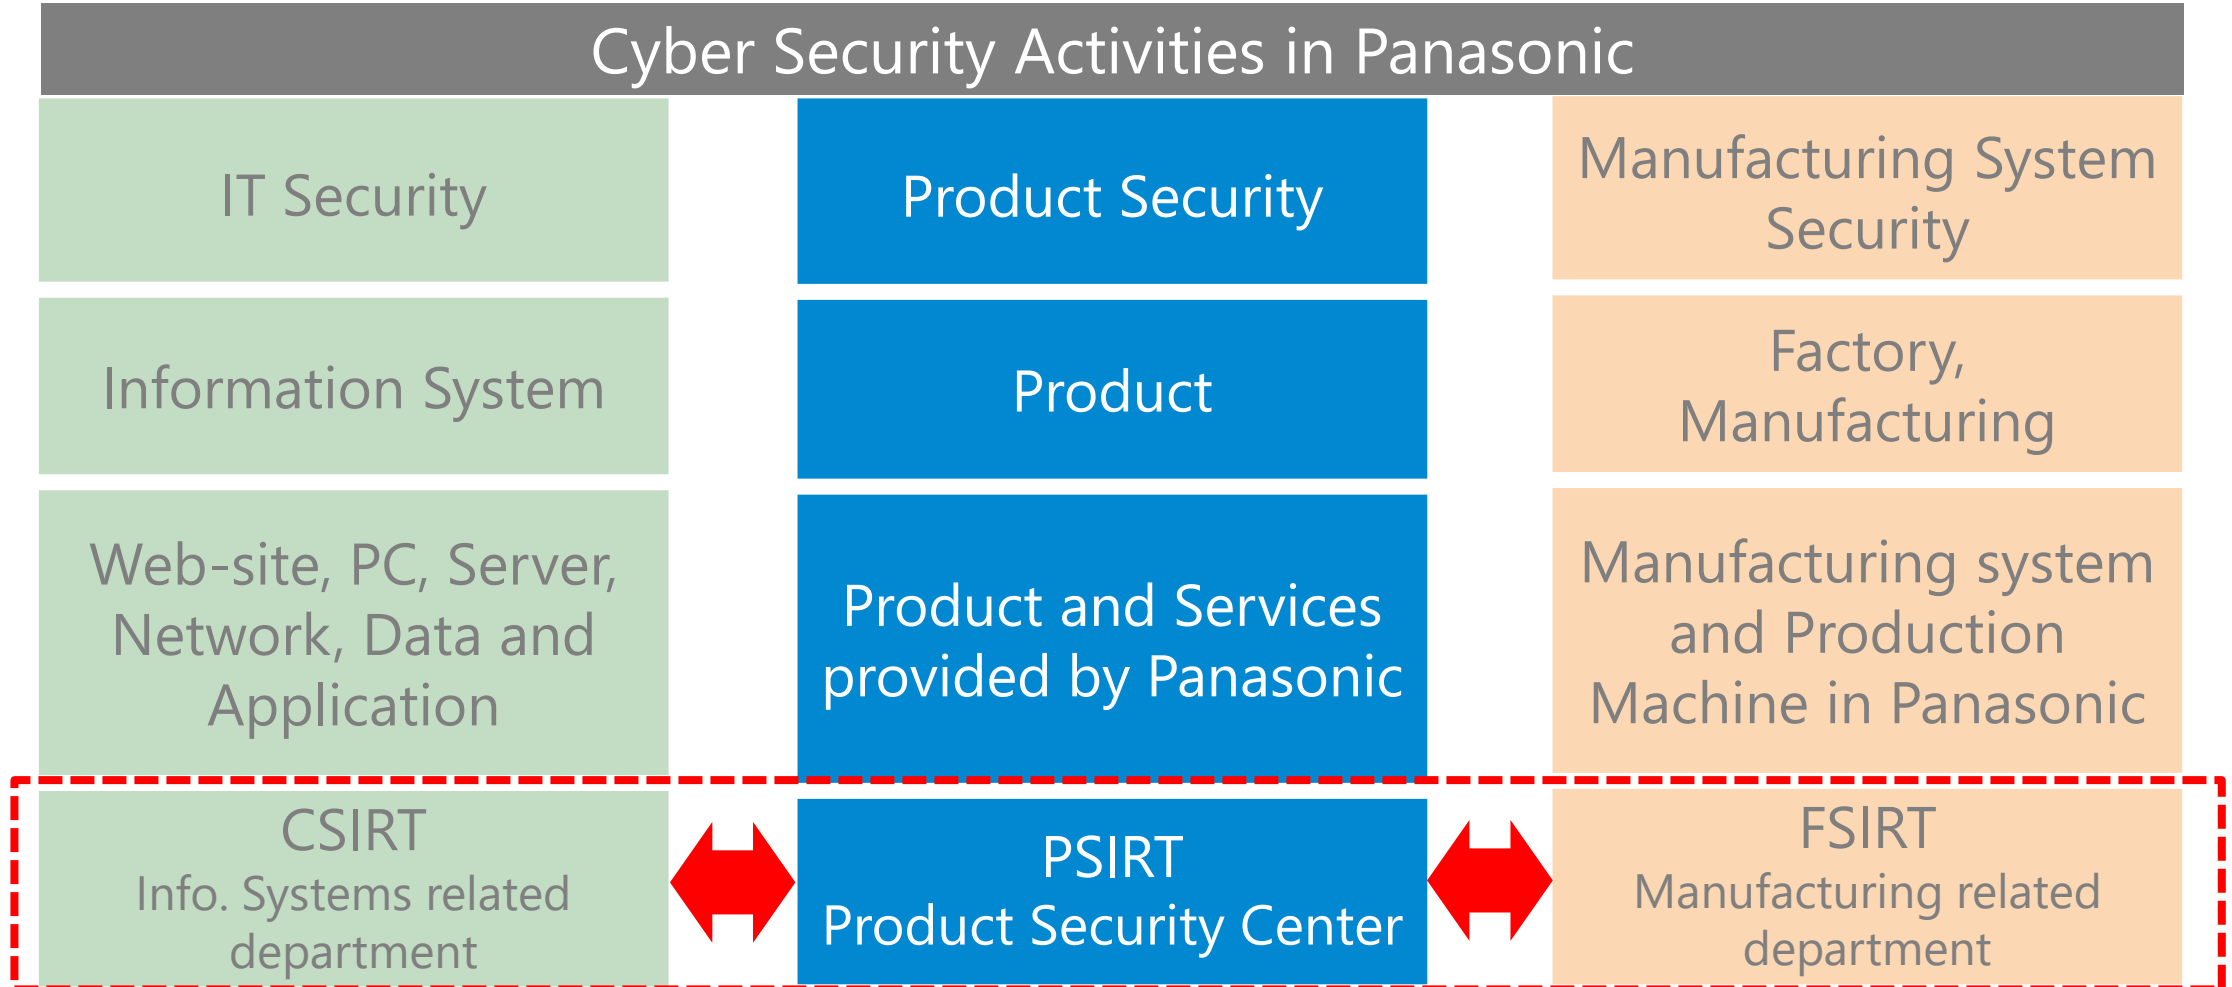 Cyber Security Activities in Panasonic
IT Security
Product Security
Manufacturing System
Security
Information System
Product
Factory,
Manufacturing
Web-site, PC, Server,
Network, Data and
Application
Product and Services
provided by Panasonic
Manufacturing system
and Production
Machine in Panasonic
CSIRT
Info. Systems related
department
PSIRT
Product Security Center
FSIRT
Manufacturing related
department